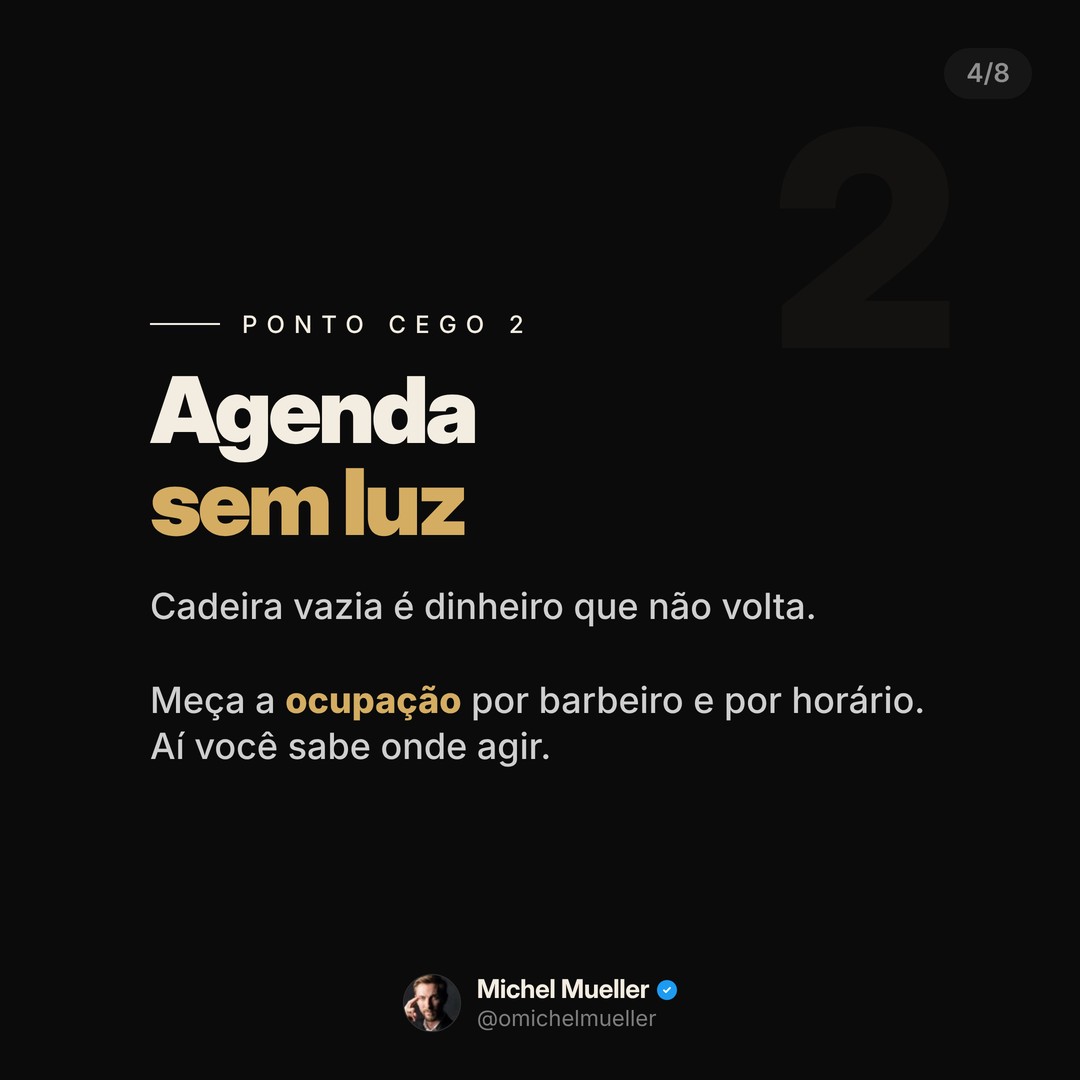 4/8
2
PONTO CEGO 2
Agenda
sem luz
Cadeira vazia é dinheiro que não volta.
Meça a ocupação por barbeiro e por horário.
Aí você sabe onde agir.
Michel Mueller
@omichelmueller